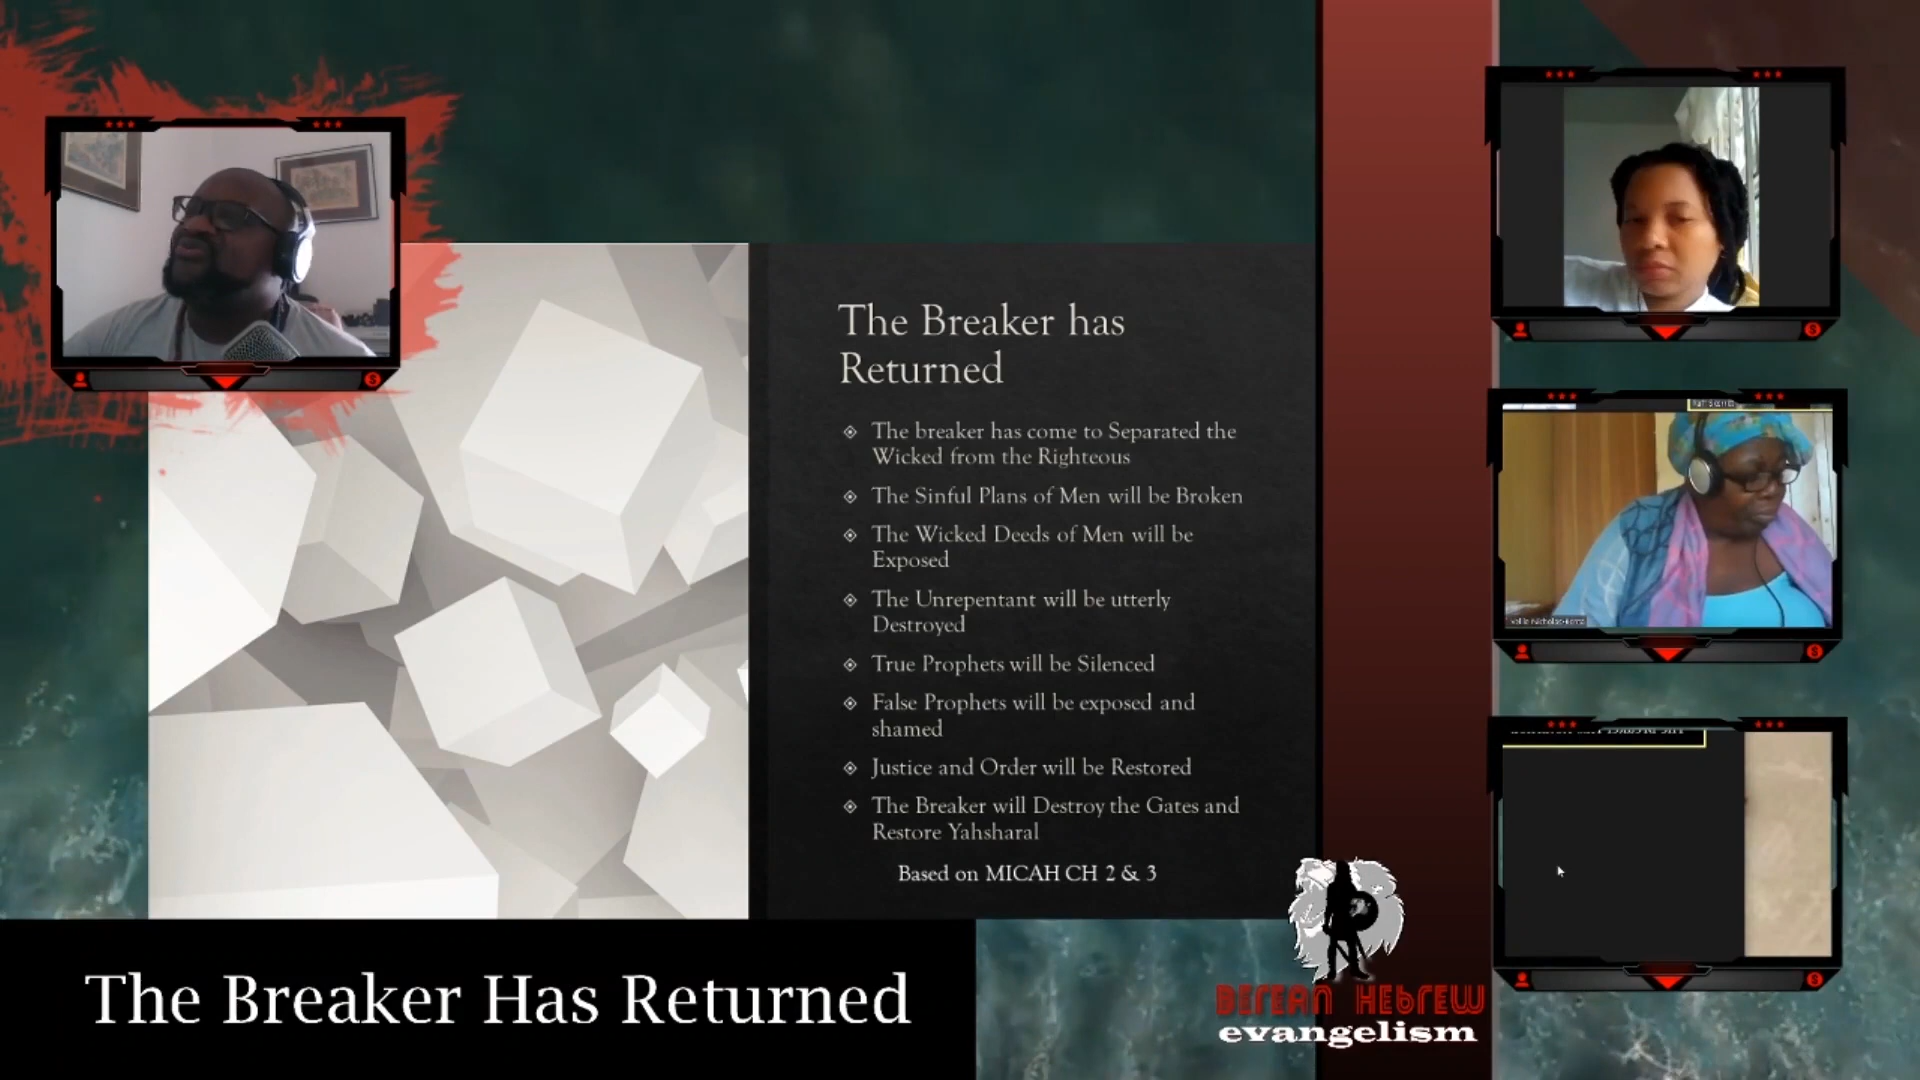 The Breaker has
Returned
The breaker has come to Separated the
Wicked from the Righteous
The Sinful Plans of Men will be Broken
The Wicked Deeds of Men will be
Exposed
The Unrepentant will be utterly
Destroyed
True Prophets will be Silenced
False Prophets will be exposed and
shamed
Justice and Order will be Restored
The Breaker will Destroy the Gates and
Restore Yahsharal
Based on MICAH CH 2 & 3
The Breaker Has Returned
BEREAN HEBREW
evangelism